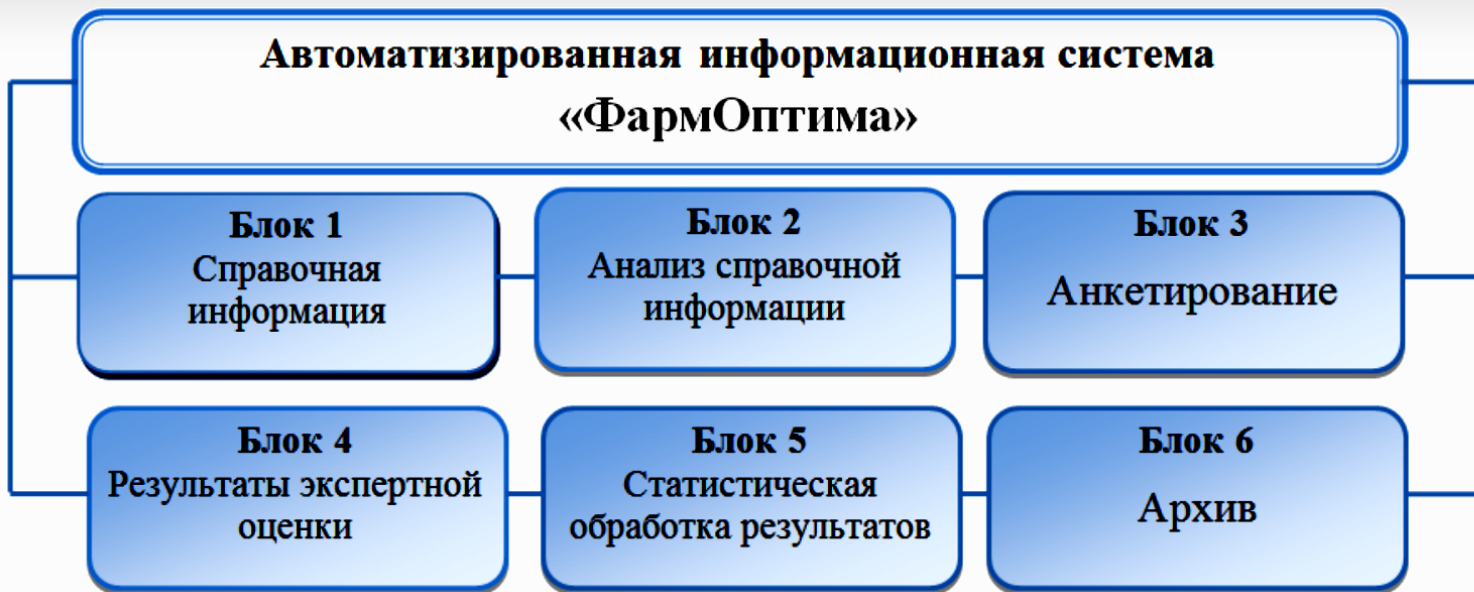 Автоматизированная информационная система
«ФармОптима»
Блок 1
Справочная
информация
Блок 2
Анализ справочной
информации
Блок 3
Анкетирование
Блок 4
Результаты экспертной
оценки
Блок 5
Статистическая
обработка результатов
Блок 6
Архив